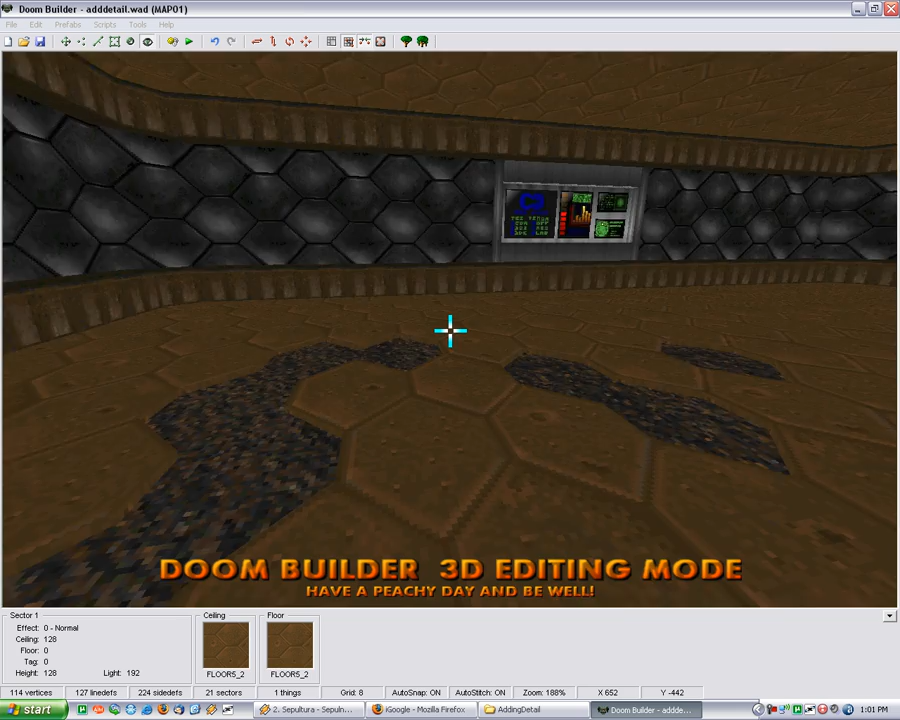 Doom Builder - adddetail.wad (MAP01)
File Edit Prefabs Scripts Tools Help
DOOM BUILDER 3D EDITING MODE
HAVE A PEACHY DAY AND BE WELL!
Sector 1
Effect: 0 - Normal
Ceiling: 128
Floor: 0
Tag: 0
Height: 128 Light: 192
Ceiling
FLOOR5_2
Floor
FLOOR5_2
114 vertices 127 linedefs 224 sidedefs 21 sectors 1 things Grid: 8 AutoSnap: ON AutoStitch: ON Zoom: 188% X 652 Y -442
start 2. Sepultura - Sepuln... iGoogle - Mozilla Firefox AddingDetail Doom Builder - addde... 1:01 PM